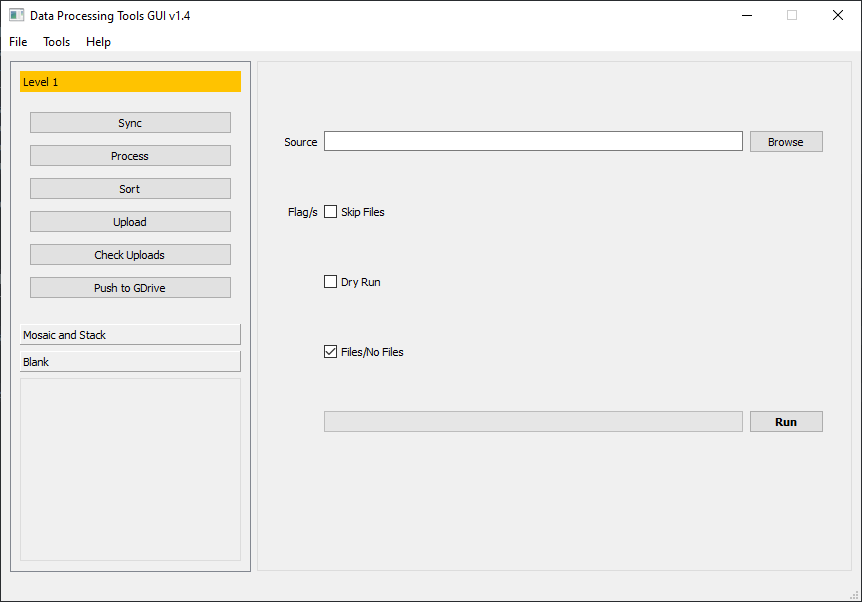 Data Processing Tools GUI v1.4
File Tools Help
Level 1
Sync
Process
Sort
Upload
Check Uploads
Push to GDrive
Mosaic and Stack
Blank
Source Browse
Flag/s Skip Files
Dry Run
Files/No Files
Run